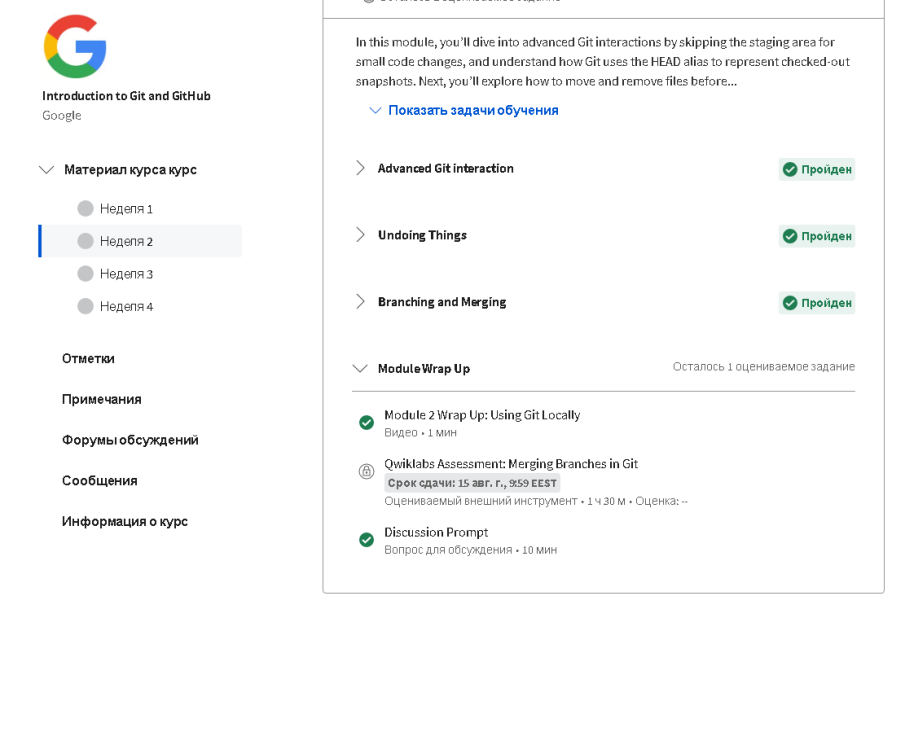 Introduction to Git and GitHub
Google
Материал курса курс
Неделя 1
Неделя 2
Неделя 3
Неделя 4
Отметки
Примечания
Форумы обсуждений
Сообщения
Информация о курс
In this module, you’ll dive into advanced Git interactions by skipping the staging area for
small code changes, and understand how Git uses the HEAD alias to represent checked-out
snapshots. Next, you’ll explore how to move and remove files before...
Показать задачи обучения
Advanced Git interaction
Пройден
Undoing Things
Пройден
Branching and Merging
Пройден
Module Wrap Up
Осталось 1 оцениваемое задание
Module 2 Wrap Up: Using Git Locally
Видео • 1 мин
Qwiklabs Assessment: Merging Branches in Git
Срок сдачи: 15 авг. г., 9:59 EEST
Оцениваемый внешний инструмент • 1 ч 30 м • Оценка: --
Discussion Prompt
Вопрос для обсуждения • 10 мин